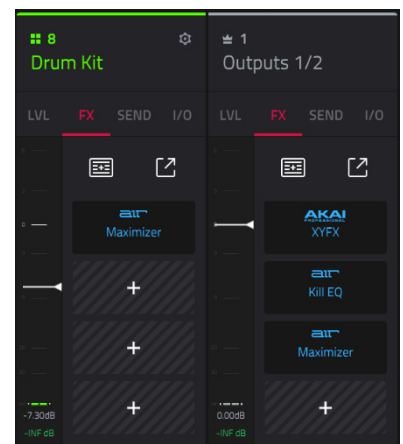 8
Drum Kit
LVL FX SEND I/O
air
Maximizer
+
+
+
-7.30dB
-INF dB
1
Outputs 1/2
LVL FX SEND I/O
AKAI
PROFESSIONAL
XYFX
air
Kill EQ
air
Maximizer
+
0.00dB
-INF dB